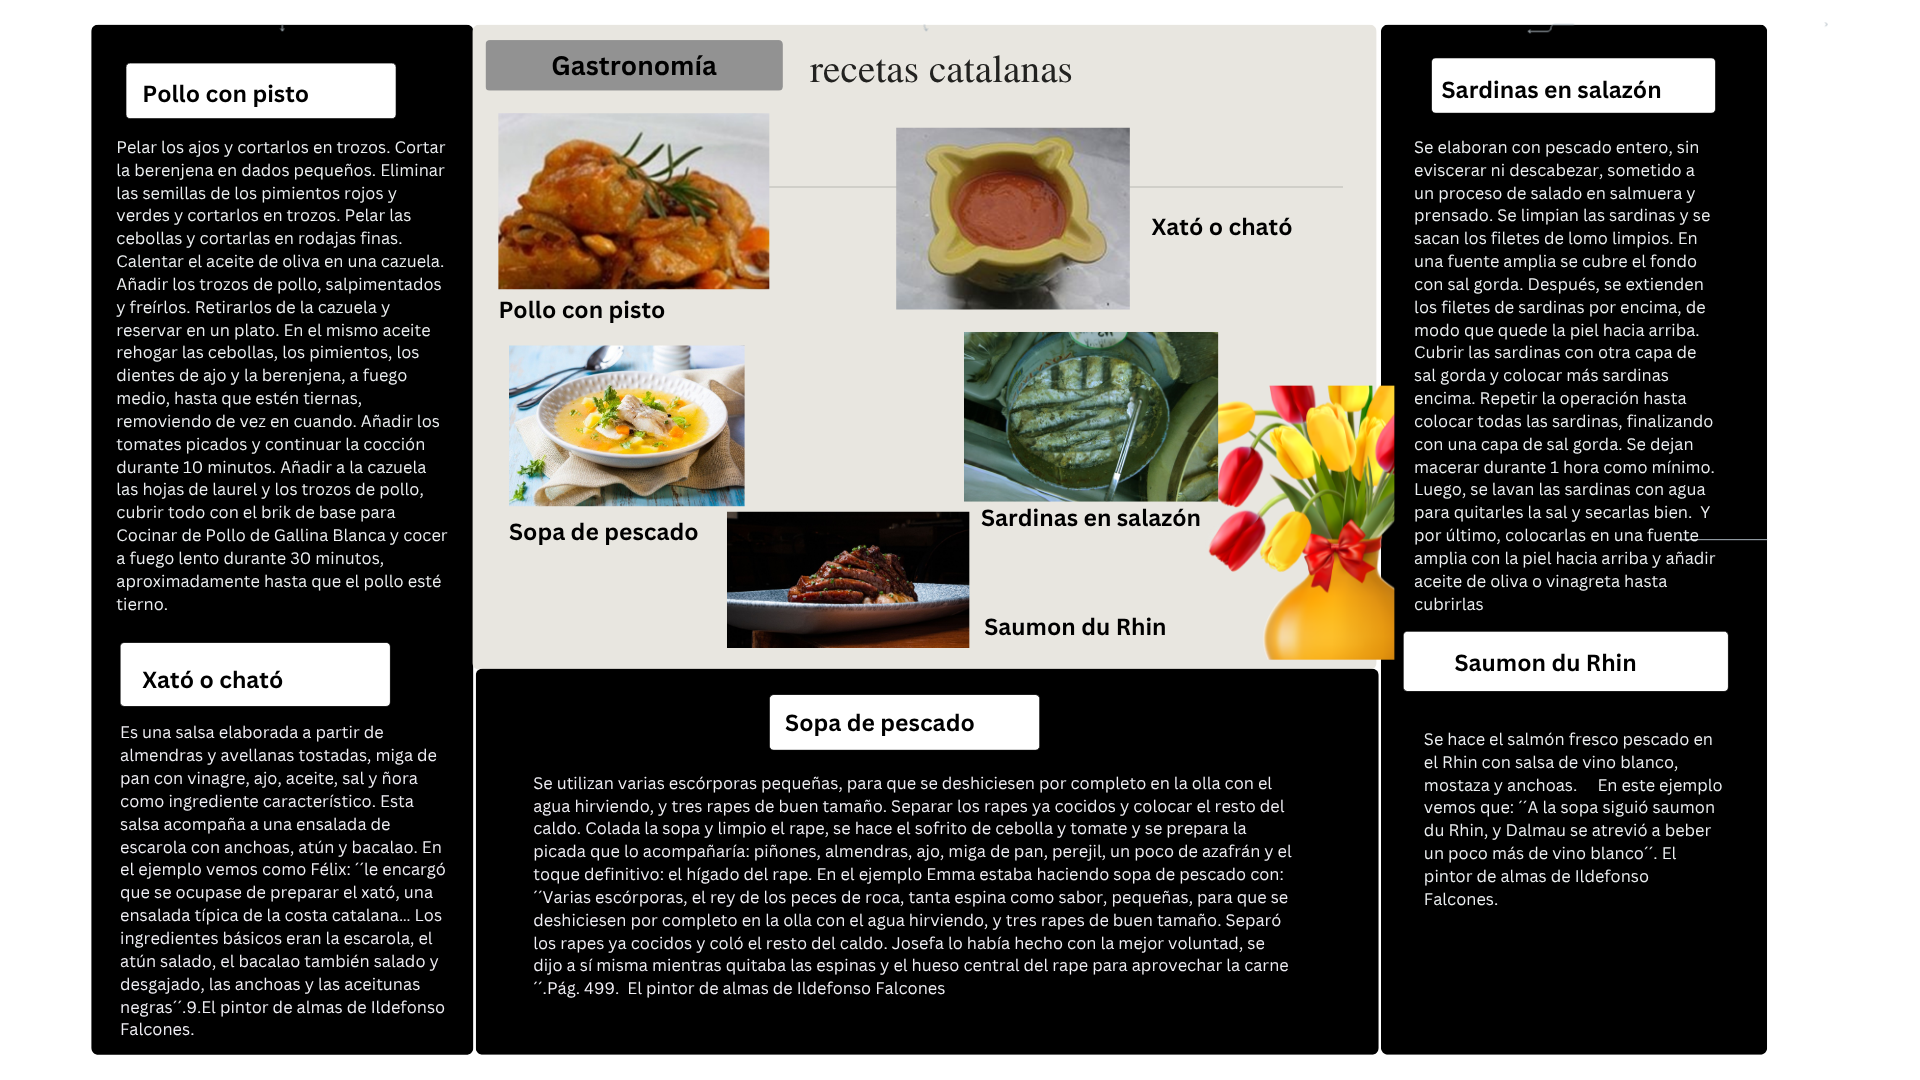 Pollo con pisto
Pelar los ajos y cortarlos en trozos. Cortar
la berenjena en dados pequeños. Eliminar
las semillas de los pimientos rojos y
verdes y cortarlos en trozos. Pelar las
cebollas y cortarlas en rodajas finas.
Calentar el aceite de oliva en una cazuela.
Añadir los trozos de pollo, salpimentados
y freírlos. Retirarlos de la cazuela y
reservar en un plato. En el mismo aceite
rehogar las cebollas, los pimientos, los
dientes de ajo y la berenjena, a fuego
medio, hasta que estén tiernas,
removiendo de vez en cuando. Añadir los
tomates picados y continuar la cocción
durante 10 minutos. Añadir a la cazuela
las hojas de laurel y los trozos de pollo,
cubrir todo con el brik de base para
Cocinar de Pollo de Gallina Blanca y cocer
a fuego lento durante 30 minutos,
aproximadamente hasta que el pollo esté
tierno.
Xató o cható
Es una salsa elaborada a partir de
almendras y avellanas tostadas, miga de
pan con vinagre, ajo, aceite, sal y ñora
como ingrediente característico. Esta
salsa acompaña a una ensalada de
escarola con anchoas, atún y bacalao. En
el ejemplo vemos como Félix: ´´le encargó
que se ocupase de preparar el xató, una
ensalada típica de la costa catalana... Los
ingredientes básicos eran la escarola, el
atún salado, el bacalao también salado y
desgajado, las anchoas y las aceitunas
negras´´.9.El pintor de almas de Ildefonso
Falcones.
Gastronomía
recetas catalanas
Xató o cható
Pollo con pisto
Sopa de pescado
Sardinas en salazón
Saumon du Rhin
Sopa de pescado
Se utilizan varias escórporas pequeñas, para que se deshiciesen por completo en la olla con el
agua hirviendo, y tres rapes de buen tamaño. Separar los rapes ya cocidos y colocar el resto del
caldo. Colada la sopa y limpio el rape, se hace el sofrito de cebolla y tomate y se prepara la
picada que lo acompañaría: piñones, almendras, ajo, miga de pan, perejil, un poco de azafrán y el
toque definitivo: el hígado del rape. En el ejemplo Emma estaba haciendo sopa de pescado con:
´´Varias escórporas, el rey de los peces de roca, tanta espina como sabor, pequeñas, para que se
deshiciesen por completo en la olla con el agua hirviendo, y tres rapes de buen tamaño. Separó
los rapes ya cocidos y coló el resto del caldo. Josefa lo había hecho con la mejor voluntad, se
dijo a sí misma mientras quitaba las espinas y el hueso central del rape para aprovechar la carne
´´.Pág. 499. El pintor de almas de Ildefonso Falcones
Sardinas en salazón
Se elaboran con pescado entero, sin
eviscerar ni descabezar, sometido a
un proceso de salado en salmuera y
prensado. Se limpian las sardinas y se
sacan los filetes de lomo limpios. En
una fuente amplia se cubre el fondo
con sal gorda. Después, se extienden
los filetes de sardinas por encima, de
modo que quede la piel hacia arriba.
Cubrir las sardinas con otra capa de
sal gorda y colocar más sardinas
encima. Repetir la operación hasta
colocar todas las sardinas, finalizando
con una capa de sal gorda. Se dejan
macerar durante 1 hora como mínimo.
Luego, se lavan las sardinas con agua
para quitarles la sal y secarlas bien. Y
por último, colocarlas en una fuente
amplia con la piel hacia arriba y añadir
aceite de oliva o vinagreta hasta
cubrirlas
Saumon du Rhin
Se hace el salmón fresco pescado en
el Rhin con salsa de vino blanco,
mostaza y anchoas. En este ejemplo
vemos que: ´´A la sopa siguió saumon
du Rhin, y Dalmau se atrevió a beber
un poco más de vino blanco´´. El
pintor de almas de Ildefonso
Falcones.